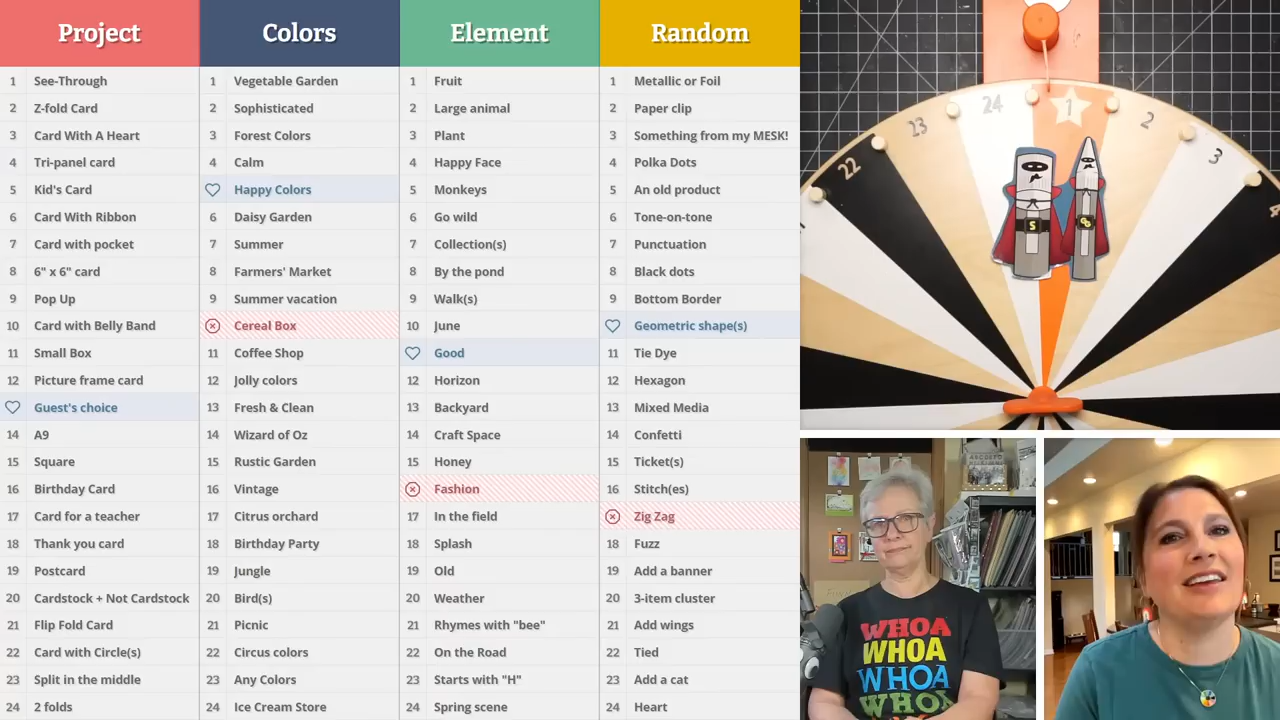 Project
1 See-Through
2 Z-fold Card
3 Card With A Heart
4 Tri-panel card
5 Kid's Card
6 Card With Ribbon
7 Card with pocket
8 6" x 6" card
9 Pop Up
10 Card with Belly Band
11 Small Box
12 Picture frame card
Guest's choice
14 A9
15 Square
16 Birthday Card
17 Card for a teacher
18 Thank you card
19 Postcard
20 Cardstock + Not Cardstock
21 Flip Fold Card
22 Card with Circle(s)
23 Split in the middle
24 2 folds
Colors
1 Vegetable Garden
2 Sophisticated
3 Forest Colors
4 Calm
Happy Colors
6 Daisy Garden
7 Summer
8 Farmers' Market
9 Summer vacation
Cereal Box
11 Coffee Shop
12 Jolly colors
13 Fresh & Clean
14 Wizard of Oz
15 Rustic Garden
16 Vintage
17 Citrus orchard
18 Birthday Party
19 Jungle
20 Bird(s)
21 Picnic
22 Circus colors
23 Any Colors
24 Ice Cream Store
Element
1 Fruit
2 Large animal
3 Plant
4 Happy Face
5 Monkeys
6 Go wild
7 Collection(s)
8 By the pond
9 Walk(s)
10 June
Good
12 Horizon
13 Backyard
14 Craft Space
15 Honey
Fashion
17 In the field
18 Splash
19 Old
20 Weather
21 Rhymes with "bee"
22 On the Road
23 Starts with "H"
24 Spring scene
Random
1 Metallic or Foil
2 Paper clip
3 Something from my MESK!
4 Polka Dots
5 An old product
6 Tone-on-tone
7 Punctuation
8 Black dots
9 Bottom Border
Geometric shape(s)
11 Tie Dye
12 Hexagon
13 Mixed Media
14 Confetti
15 Ticket(s)
16 Stitch(es)
Zig Zag
18 Fuzz
19 Add a banner
20 3-item cluster
21 Add wings
22 Tied
23 Add a cat
24 Heart
22 23 24 1 2 3 4
S
WHOA
WHOA
WHOA
WHOA